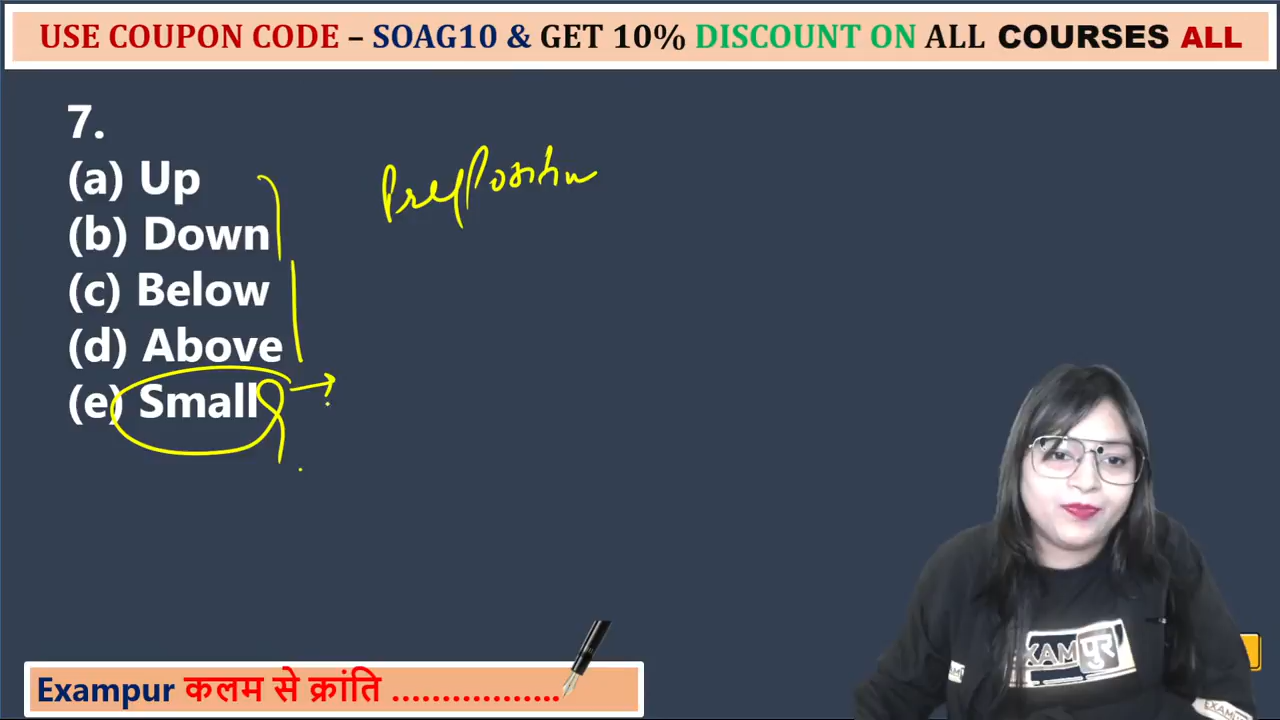 USE COUPON CODE – SOAG10 & GET 10% DISCOUNT ON ALL COURSES ALL
7.
(a) Up
(b) Down
(c) Below
(d) Above
(e) Small
Exampur कलम से क्रांति ………………..
EXAMपुर